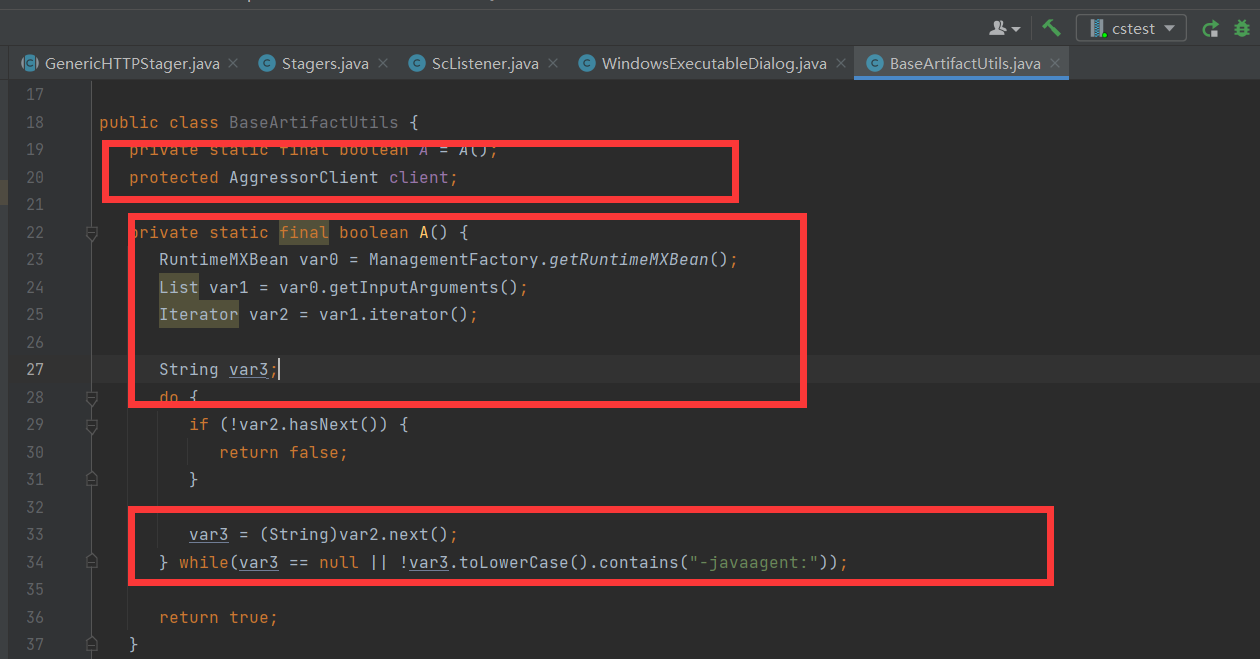 cstest
GenericHTTPStager.java Stagers.java ScListener.java WindowsExecutableDialog.java BaseArtifactUtils.java
17
18 public class BaseArtifactUtils {
19 private static final boolean A = A();
20 protected AggressorClient client;
21
22 private static final boolean A() {
23 RuntimeMXBean var0 = ManagementFactory.getRuntimeMXBean();
24 List var1 = var0.getInputArguments();
25 Iterator var2 = var1.iterator();
26
27 String var3;
28 do {
29 if (!var2.hasNext()) {
30 return false;
31 }
32
33 var3 = (String)var2.next();
34 } while(var3 == null || !var3.toLowerCase().contains("-javaagent:"));
35
36 return true;
37 }